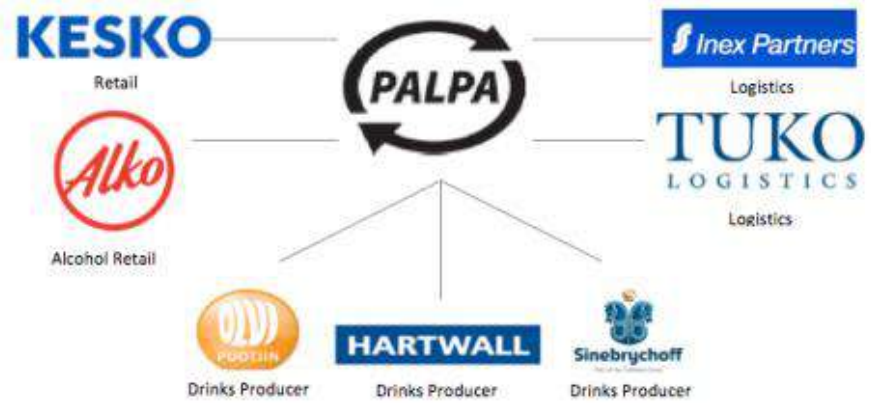 KESKO
Retail
PALPA
Inex Partners
Logistics
Alko
Alcohol Retail
TUKO
LOGISTICS
Logistics
OLVI
Drinks Producer
HARTWALL
Drinks Producer
Sinebrychoff
Drinks Producer